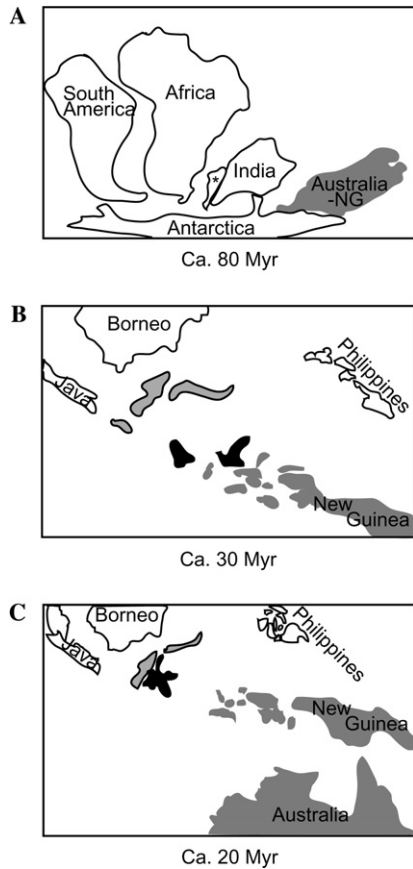 A
South
America
Africa
*
India
Australia
-NG
Antarctica
Ca. 80 Myr
B
Borneo
Java
Philippines
New
Guinea
Ca. 30 Myr
C
Borneo
Java
Philippines
New
Guinea
Australia
Ca. 20 Myr